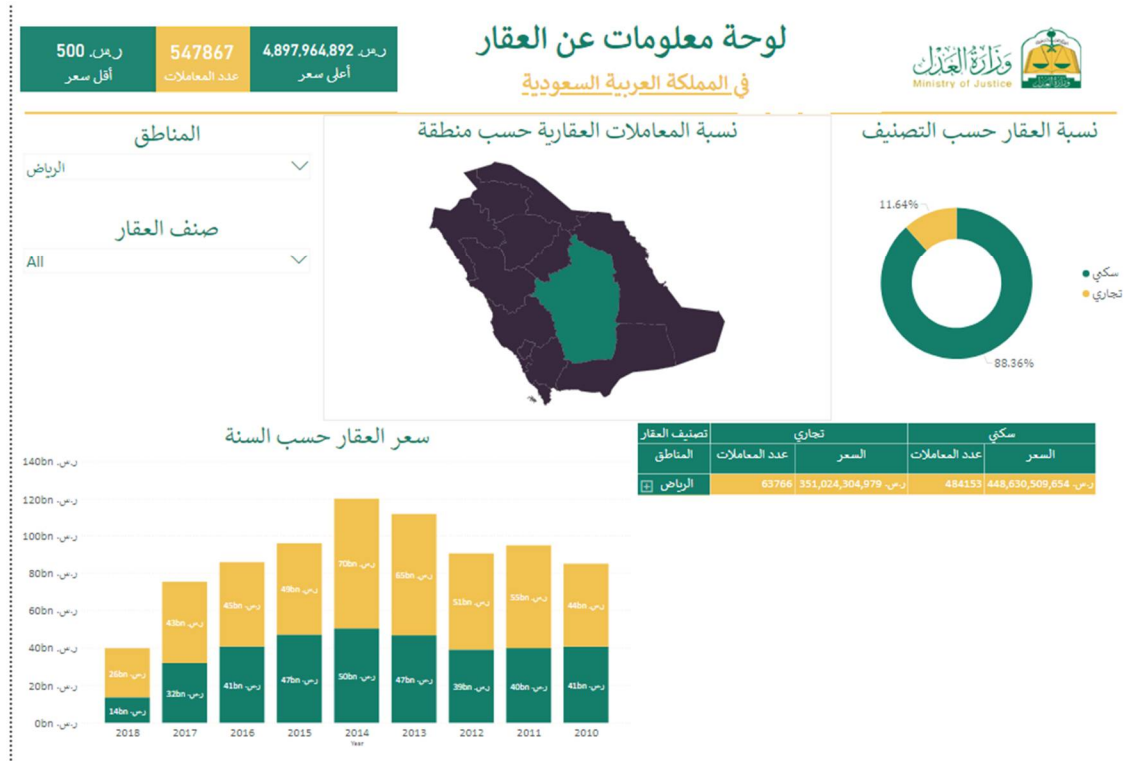 وزارة العدل
Ministry of Justice
لوحة معلومات عن العقار
في المملكة العربية السعودية
ر.س. 4,897,964,892
أعلى سعر
547867
عدد المعاملات
ر.س. 500
أقل سعر
نسبة العقار حسب التصنيف
11.64%
88.36%
سكني
تجاري
نسبة المعاملات العقارية حسب منطقة
المناطق
الرياض
صنف العقار
All
تصنيف العقار تجاري سكني
المناطق عدد المعاملات السعر عدد المعاملات السعر
الرياض 63766 ر.س. 351,024,304,979 484153 ر.س. 448,630,509,654
سعر العقار حسب السنة
ر.س. 140bn
ر.س. 120bn
ر.س. 100bn
ر.س. 80bn
ر.س. 60bn
ر.س. 40bn
ر.س. 20bn
ر.س. 0bn
ر.س. 26bn
ر.س. 14bn
ر.س. 43bn
ر.س. 32bn
ر.س. 45bn
ر.س. 41bn
ر.س. 49bn
ر.س. 47bn
ر.س. 70bn
ر.س. 50bn
ر.س. 65bn
ر.س. 47bn
ر.س. 51bn
ر.س. 39bn
ر.س. 55bn
ر.س. 40bn
ر.س. 44bn
ر.س. 41bn
2018 2017 2016 2015 2014 2013 2012 2011 2010
Year